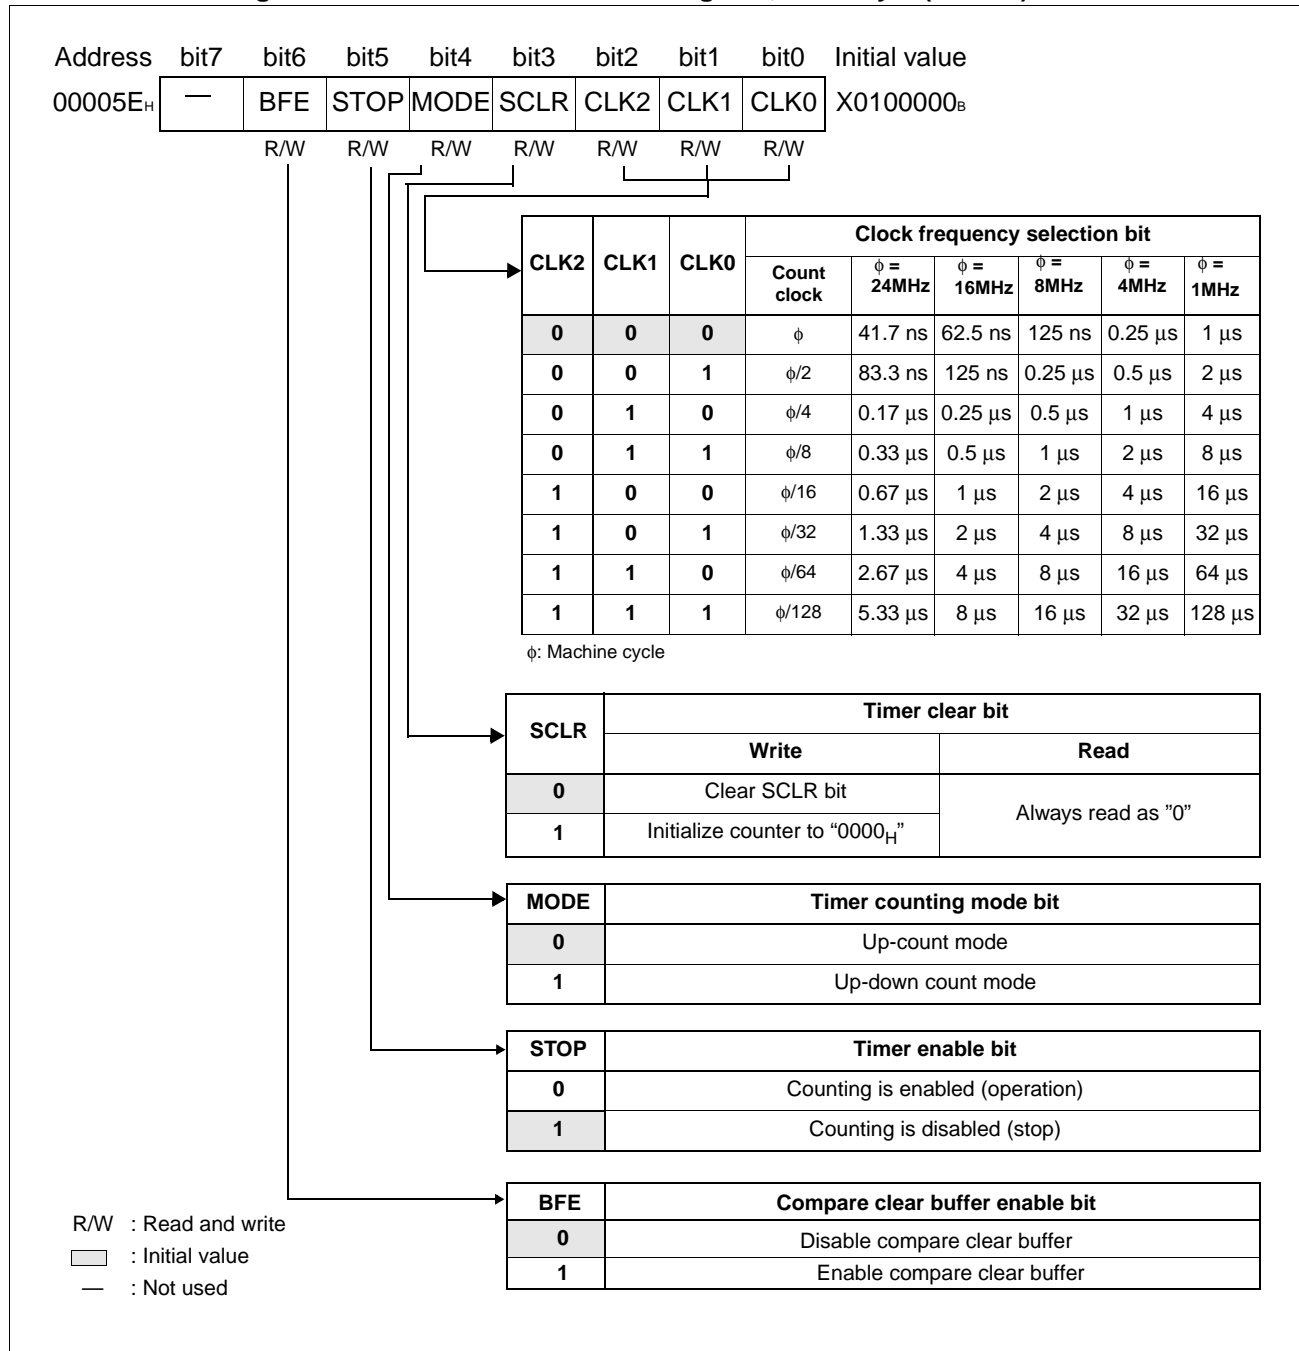 Address bit7 bit6 bit5 bit4 bit3 bit2 bit1 bit0 Initial value
00005EH — BFE STOP MODE SCLR CLK2 CLK1 CLK0 X0100000B
R/W R/W R/W R/W R/W R/W R/W
Clock frequency selection bit
CLK2 CLK1 CLK0 Count clock ϕ = 24MHz ϕ = 16MHz ϕ = 8MHz ϕ = 4MHz ϕ = 1MHz
0 0 0 ϕ 41.7 ns 62.5 ns 125 ns 0.25 μs 1 μs
0 0 1 ϕ/2 83.3 ns 125 ns 0.25 μs 0.5 μs 2 μs
0 1 0 ϕ/4 0.17 μs 0.25 μs 0.5 μs 1 μs 4 μs
0 1 1 ϕ/8 0.33 μs 0.5 μs 1 μs 2 μs 8 μs
1 0 0 ϕ/16 0.67 μs 1 μs 2 μs 4 μs 16 μs
1 0 1 ϕ/32 1.33 μs 2 μs 4 μs 8 μs 32 μs
1 1 0 ϕ/64 2.67 μs 4 μs 8 μs 16 μs 64 μs
1 1 1 ϕ/128 5.33 μs 8 μs 16 μs 32 μs 128 μs
ϕ: Machine cycle
SCLR Timer clear bit
Write Read
0 Clear SCLR bit Always read as ”0”
1 Initialize counter to “0000H”
MODE Timer counting mode bit
0 Up-count mode
1 Up-down count mode
STOP Timer enable bit
0 Counting is enabled (operation)
1 Counting is disabled (stop)
BFE Compare clear buffer enable bit
0 Disable compare clear buffer
1 Enable compare clear buffer
R/W : Read and write
: Initial value
— : Not used